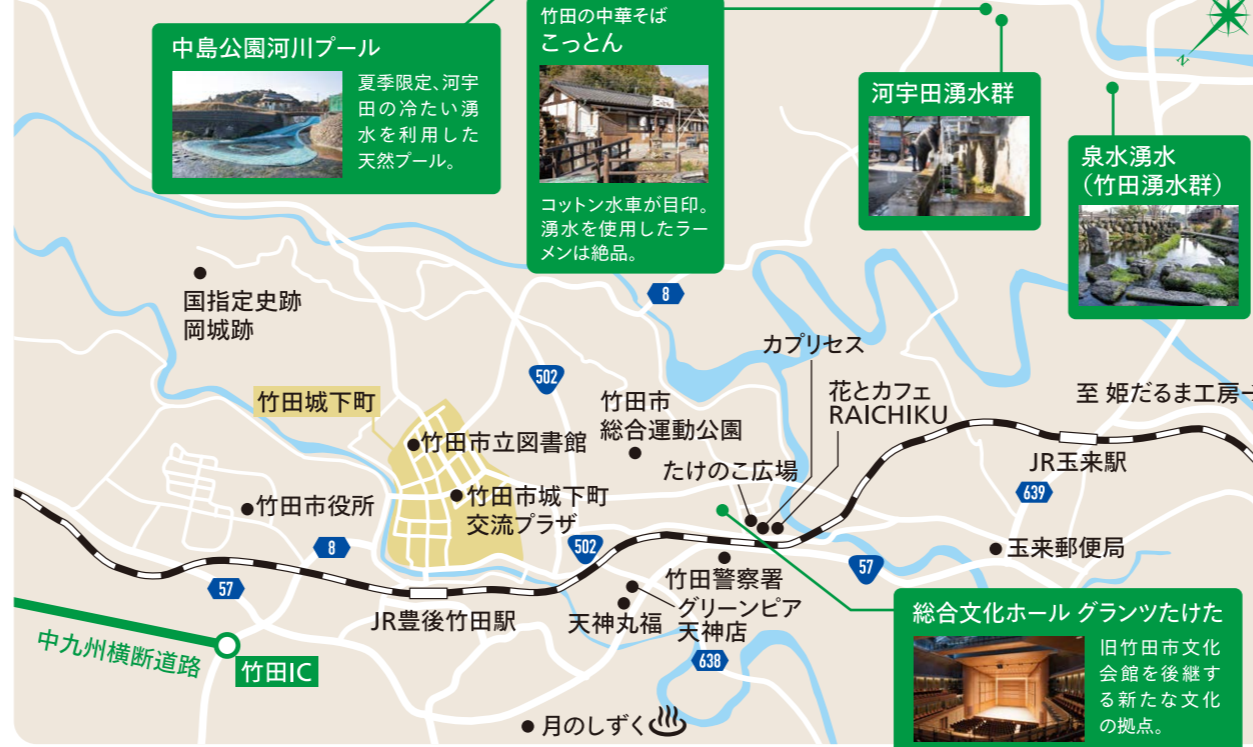 中島公園河川プール
夏季限定、河宇
田の冷たい湧
水を利用した
天然プール。
竹田の中華そば
こっとん
コットン水車が目印。
湧水を使用したラー
メンは絶品。
河宇田湧水群
泉水湧水
（竹田湧水群）
N
国指定史跡
岡城跡
8
502
カプリセス
花とカフェ
RAICHIKU
至 姫だるま工房→
竹田城下町
竹田市立図書館
竹田市
総合運動公園
たけのこ広場
JR玉来駅
639
竹田市役所
竹田市城下町
交流プラザ
8
502
57
玉来郵便局
57
JR豊後竹田駅
竹田警察署
グリーンピア
天神店
天神丸福
638
中九州横断道路
竹田IC
月のしずく
総合文化ホール グランツたけた
旧竹田市文化
会館を後継す
る新たな文化
の拠点。